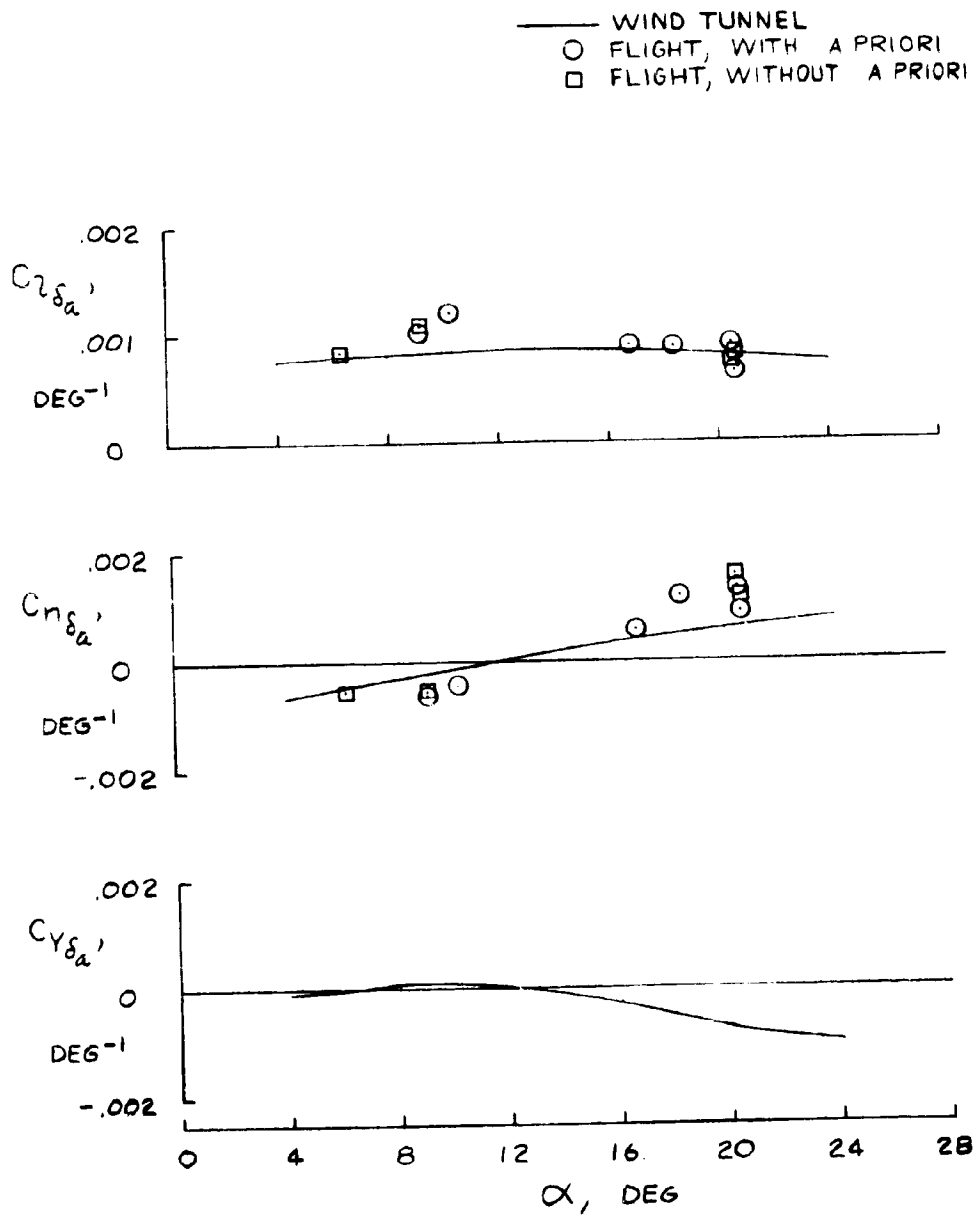 WIND TUNNEL
FLIGHT, WITH A PRIORI
FLIGHT, WITHOUT A PRIORI
.002
Clδa,
.001
DEG-1
0
.002
Cnδa,
0
DEG-1
-.002
.002
CYδa,
0
DEG-1
-.002
0 4 8 12 16 20 24 28
α, DEG